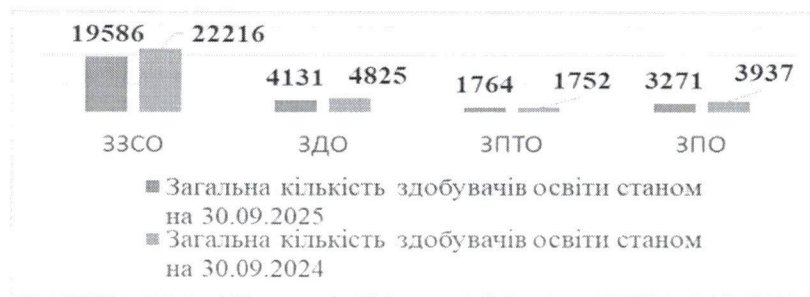 19586 22216
4131 4825 1764 1752 3271 3937
ЗЗСО ЗДО ЗПТО ЗПО
Загальна кількість здобувачів освіти станом
на 30.09.2025
Загальна кількість здобувачів освіти станом
на 30.09.2024